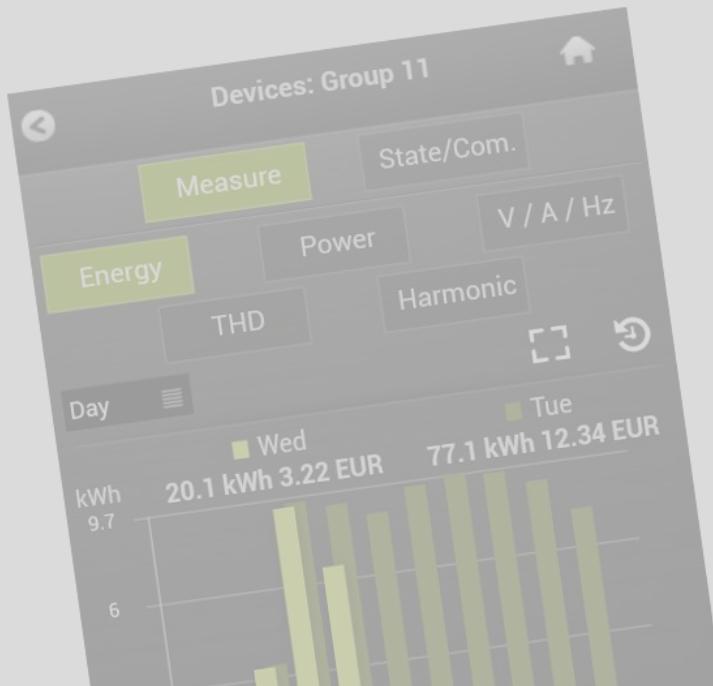 Devices: Group 11
Measure State/Com.
Energy Power V / A / Hz
THD Harmonic
Day
Wed Tue
20.1 kWh 3.22 EUR 77.1 kWh 12.34 EUR
kWh
9.7
6